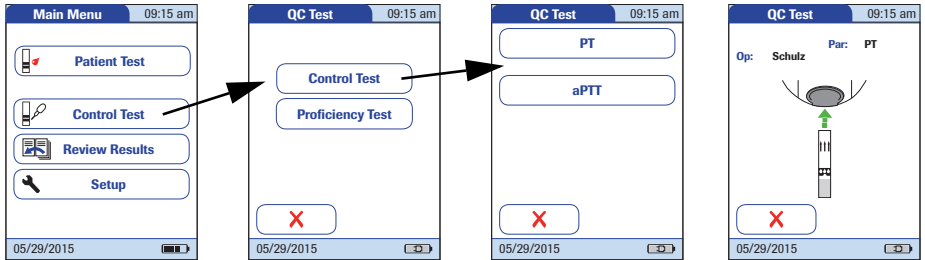 Main Menu 09:15 am
Patient Test
Control Test
Review Results
Setup
05/29/2015
QC Test 09:15 am
Control Test
Proficiency Test
05/29/2015
QC Test 09:15 am
PT
aPTT
05/29/2015
QC Test 09:15 am
Par: PT
Op: Schulz
05/29/2015